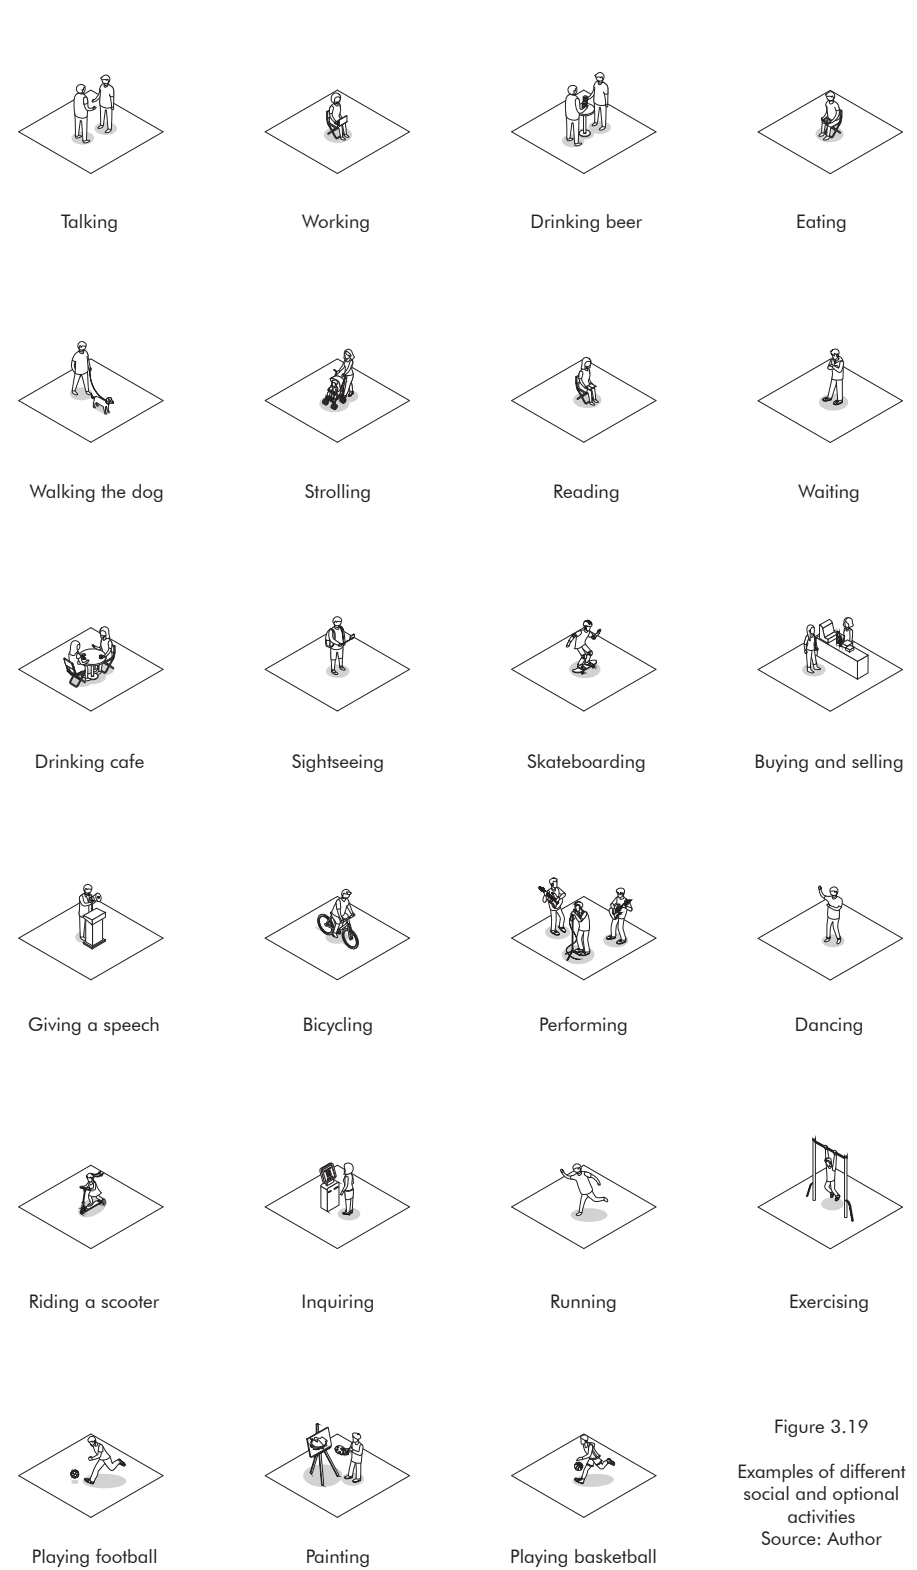 Talking
Working
Drinking beer
Eating
Walking the dog
Strolling
Reading
Waiting
Drinking cafe
Sightseeing
Skateboarding
Buying and selling
Giving a speech
Bicycling
Performing
Dancing
Riding a scooter
Inquiring
Running
Exercising
Playing football
Painting
Playing basketball
Figure 3.19
Examples of different
social and optional
activities
Source: Author